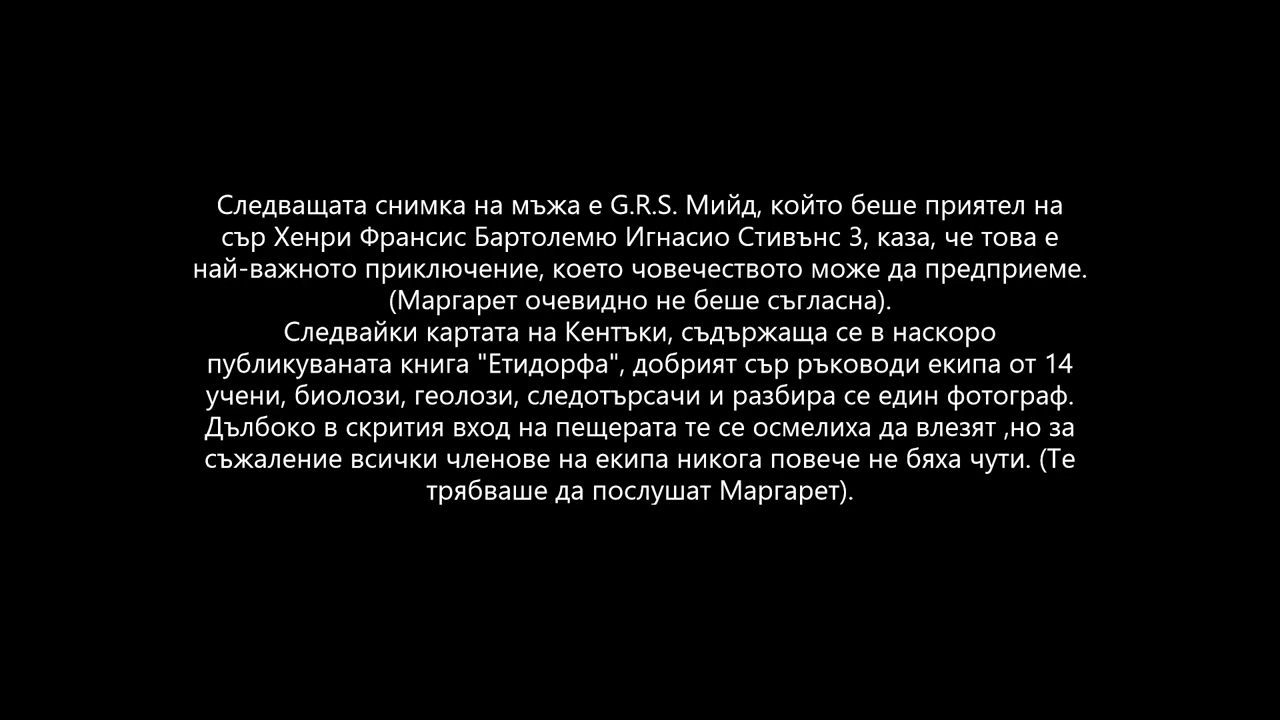 Следващата снимка на мъжа е G.R.S. Мийд, който беше приятел на
сър Хенри Франсис Бартолемю Игнасио Стивънс 3, каза, че това е
най-важното приключение, което човечеството може да предприеме.
(Маргарет очевидно не беше съгласна).
Следвайки картата на Кентъки, съдържаща се в наскоро
публикуваната книга "Етидорфа", добрият сър ръководи екипа от 14
учени, биолози, геолози, следотърсачи и разбира се един фотограф.
Дълбоко в скрития вход на пещерата те се осмелиха да влезят ,но за
съжаление всички членове на екипа никога повече не бяха чути. (Те
трябваше да послушат Маргарет).